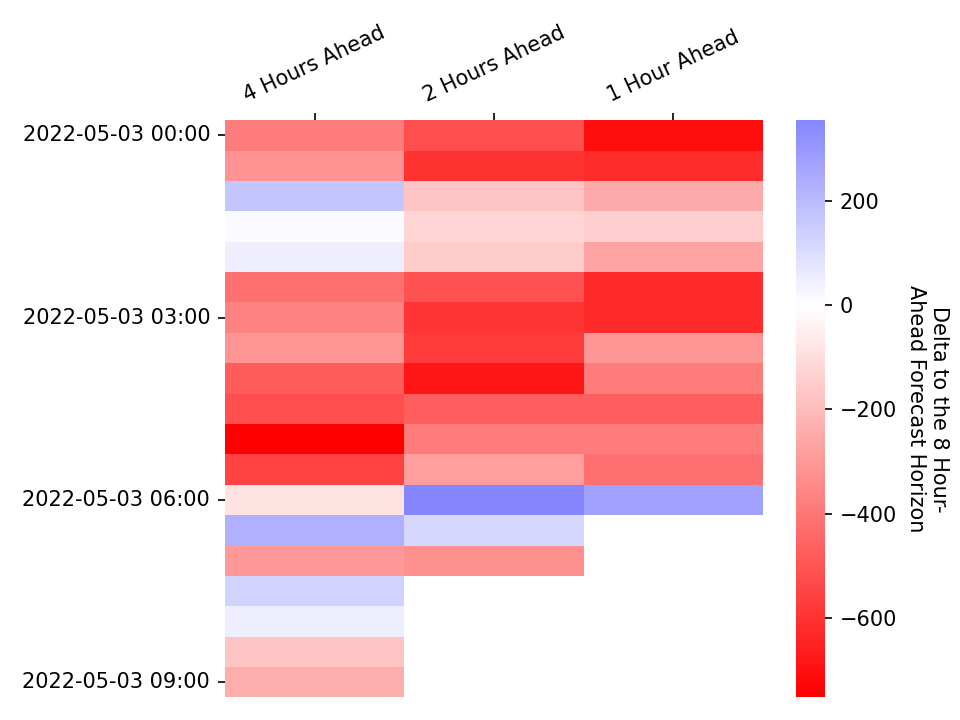 4 Hours Ahead
2 Hours Ahead
1 Hour Ahead
2022-05-03 00:00
2022-05-03 03:00
2022-05-03 06:00
2022-05-03 09:00
200
0
−200
−400
−600
Delta to the 8 Hour-
Ahead Forecast Horizon